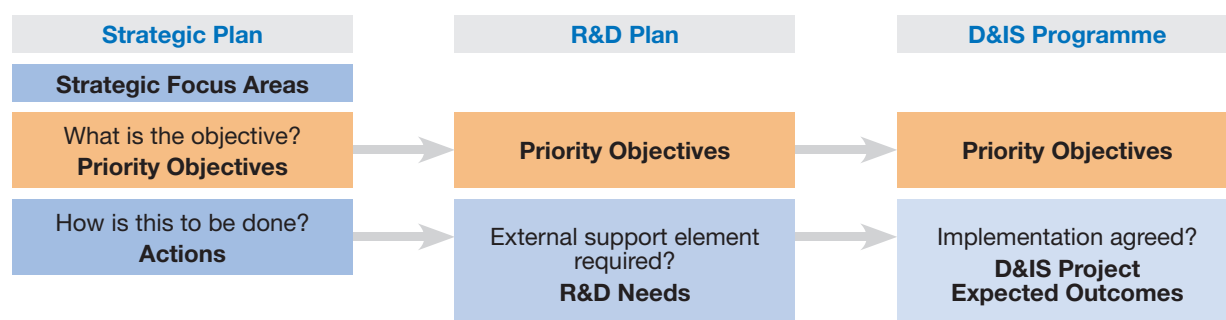 Strategic Plan
R&D Plan
D&IS Programme
Strategic Focus Areas
What is the objective?
Priority Objectives
Priority Objectives
Priority Objectives
How is this to be done?
Actions
External support element
required?
R&D Needs
Implementation agreed?
D&IS Project
Expected Outcomes